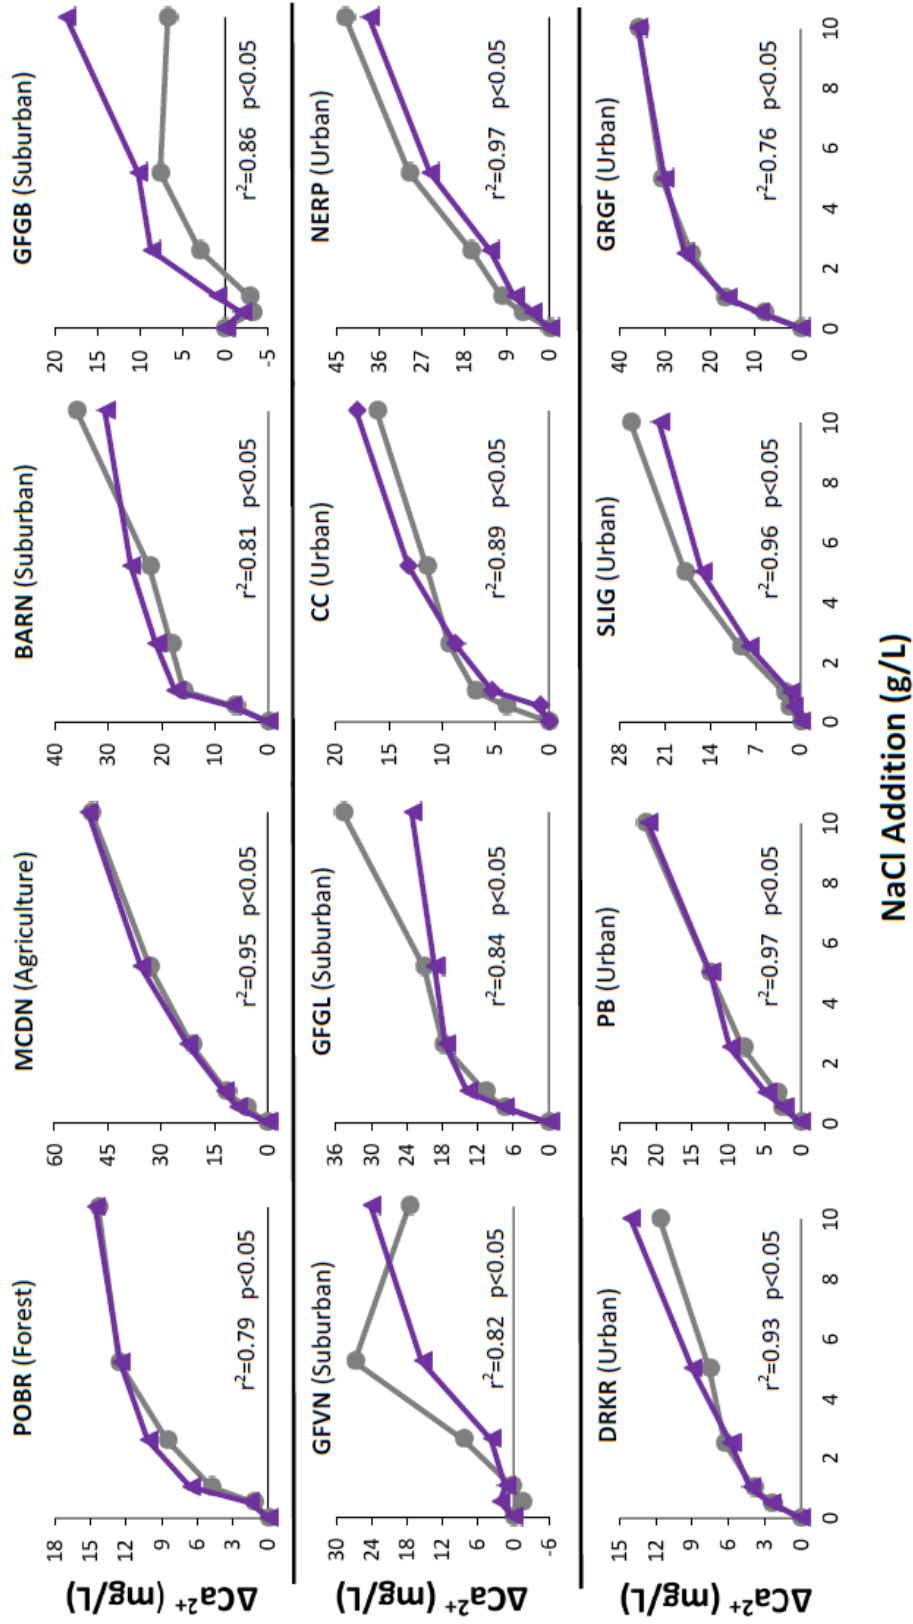 POBR (Forest)
18
15
12
9
6
3
0
r²=0.79 p<0.05
ΔCa²⁺ (mg/L)
MCDN (Agriculture)
60
45
30
15
0
r²=0.95 p<0.05
BARN (Suburban)
40
30
20
10
0
r²=0.81 p<0.05
GFGB (Suburban)
20
15
10
5
0
-5
r²=0.86 p<0.05
GFVN (Suburban)
30
24
18
12
6
0
-6
r²=0.82 p<0.05
ΔCa²⁺ (mg/L)
GFGL (Suburban)
36
30
24
18
12
6
0
r²=0.84 p<0.05
CC (Urban)
20
15
10
5
0
r²=0.89 p<0.05
NERP (Urban)
45
36
27
18
9
0
r²=0.97 p<0.05
DRKR (Urban)
15
12
9
6
3
0
r²=0.93 p<0.05
0 2 4 6 8 10
ΔCa²⁺ (mg/L)
PB (Urban)
25
20
15
10
5
0
r²=0.97 p<0.05
0 2 4 6 8 10
SLIG (Urban)
28
21
14
7
0
r²=0.96 p<0.05
0 2 4 6 8 10
GRGF (Urban)
40
30
20
10
0
r²=0.76 p<0.05
0 2 4 6 8 10
NaCl Addition (g/L)